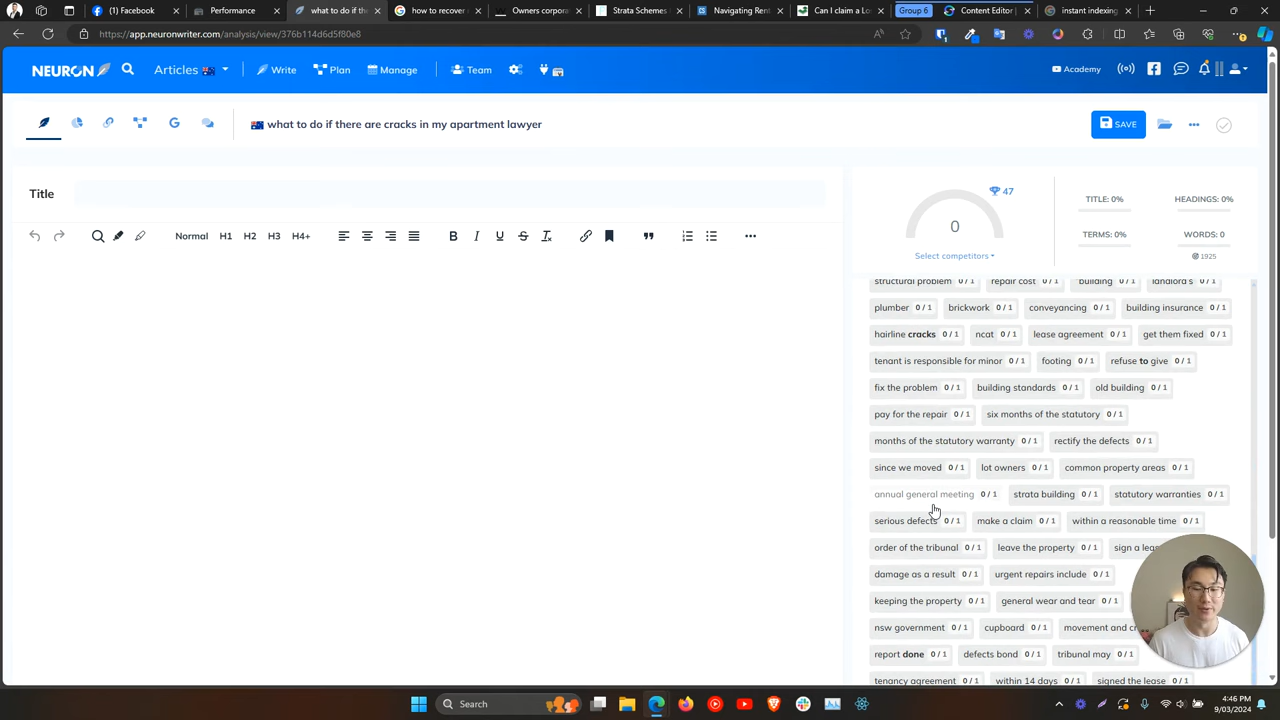 (2) Facebook
Performance
what to do if the
how to recover
Owners corporat
Strata Schemes
Navigating Rent
Can I claim a Lo
Group 6
Content Editor
instant indexing
https://app.neuronwriter.com/analysis/view/376b114d6d5f80e8
NEURON
Articles
Write
Plan
Manage
Team
Academy
what to do if there are cracks in my apartment lawyer
SAVE
Title
Normal H1 H2 H3 H4+
47
0
Select competitors
TITLE: 0%
HEADINGS: 0%
TERMS: 0%
WORDS: 0
1925
structural problem 0 / 1 repair cost 0 / 1 building 0 / 1 landlord's 0 / 1
plumber 0 / 1 brickwork 0 / 1 conveyancing 0 / 1 building insurance 0 / 1
hairline cracks 0 / 1 ncat 0 / 1 lease agreement 0 / 1 get them fixed 0 / 1
tenant is responsible for minor 0 / 1 footing 0 / 1 refuse to give 0 / 1
fix the problem 0 / 1 building standards 0 / 1 old building 0 / 1
pay for the repair 0 / 1 six months of the statutory 0 / 1
months of the statutory warranty 0 / 1 rectify the defects 0 / 1
since we moved 0 / 1 lot owners 0 / 1 common property areas 0 / 1
annual general meeting 0 / 1 strata building 0 / 1 statutory warranties 0 / 1
serious defects 0 / 1 make a claim 0 / 1 within a reasonable time 0 / 1
order of the tribunal 0 / 1 leave the property 0 / 1 sign a lea
damage as a result 0 / 1 urgent repairs include 0 / 1
keeping the property 0 / 1 general wear and tear 0 / 1
nsw government 0 / 1 cupboard 0 / 1 movement and cr
report done 0 / 1 defects bond 0 / 1 tribunal may 0 / 1
tenancy agreement 0 / 1 within 14 days 0 / 1 signed the lease 0 / 1
Search
4:46 PM
9/03/2024